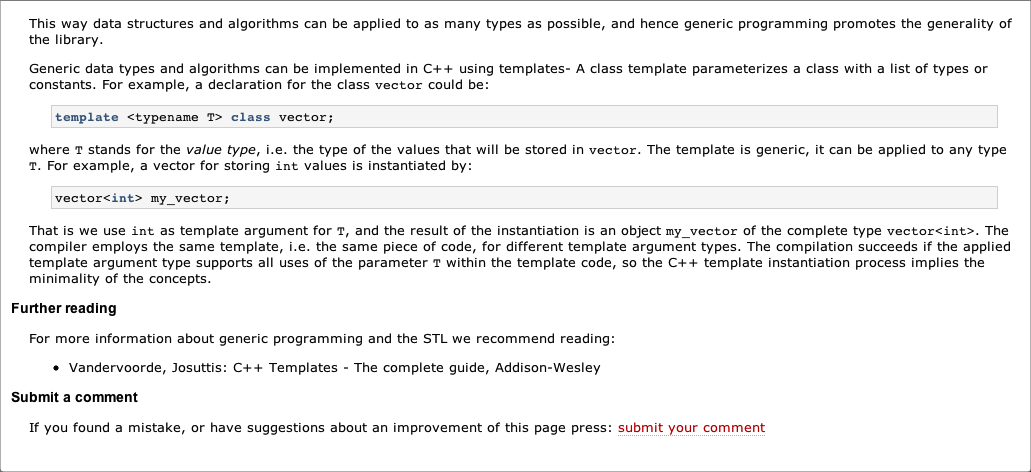 This way data structures and algorithms can be applied to as many types as possible, and hence generic programming promotes the generality of
the library.
Generic data types and algorithms can be implemented in C++ using templates- A class template parameterizes a class with a list of types or
constants. For example, a declaration for the class vector could be:
template <typename T> class vector;
where T stands for the value type, i.e. the type of the values that will be stored in vector. The template is generic, it can be applied to any type
T. For example, a vector for storing int values is instantiated by:
vector<int> my_vector;
That is we use int as template argument for T, and the result of the instantiation is an object my_vector of the complete type vector<int>. The
compiler employs the same template, i.e. the same piece of code, for different template argument types. The compilation succeeds if the applied
template argument type supports all uses of the parameter T within the template code, so the C++ template instantiation process implies the
minimality of the concepts.
Further reading
For more information about generic programming and the STL we recommend reading:
• Vandervoorde, Josuttis: C++ Templates - The complete guide, Addison-Wesley
Submit a comment
If you found a mistake, or have suggestions about an improvement of this page press: submit your comment